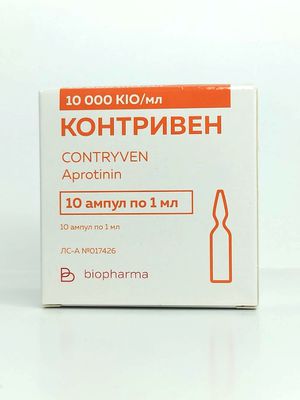 10 000 КІО/мл
КОНТРИВЕН
CONTRYVEN
Aprotinin
10 ампул по 1 мл
10 ампул по 1 мл
ЛС-А №017426
biopharma